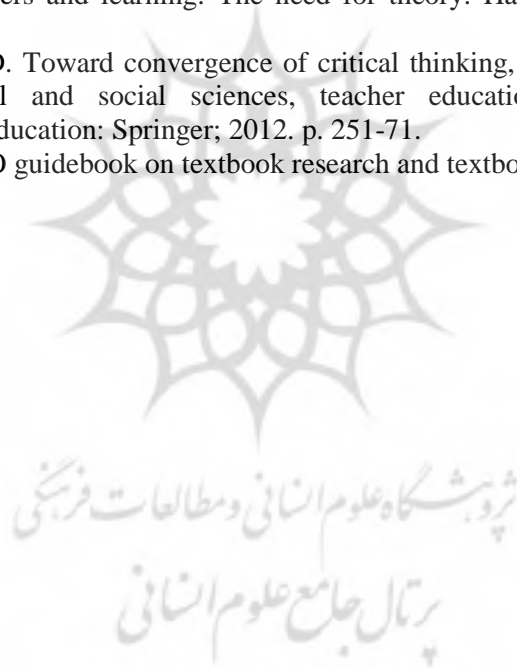 ers and learning: The need for theory. Ha
D. Toward convergence of critical thinking,
l and social sciences, teacher educatio
ducation: Springer; 2012. p. 251-71.
O guidebook on textbook research and textbo
پژوهشگاه علوم انسانی و مطالعات فرهنگی
پرتال جامع علوم انسانی